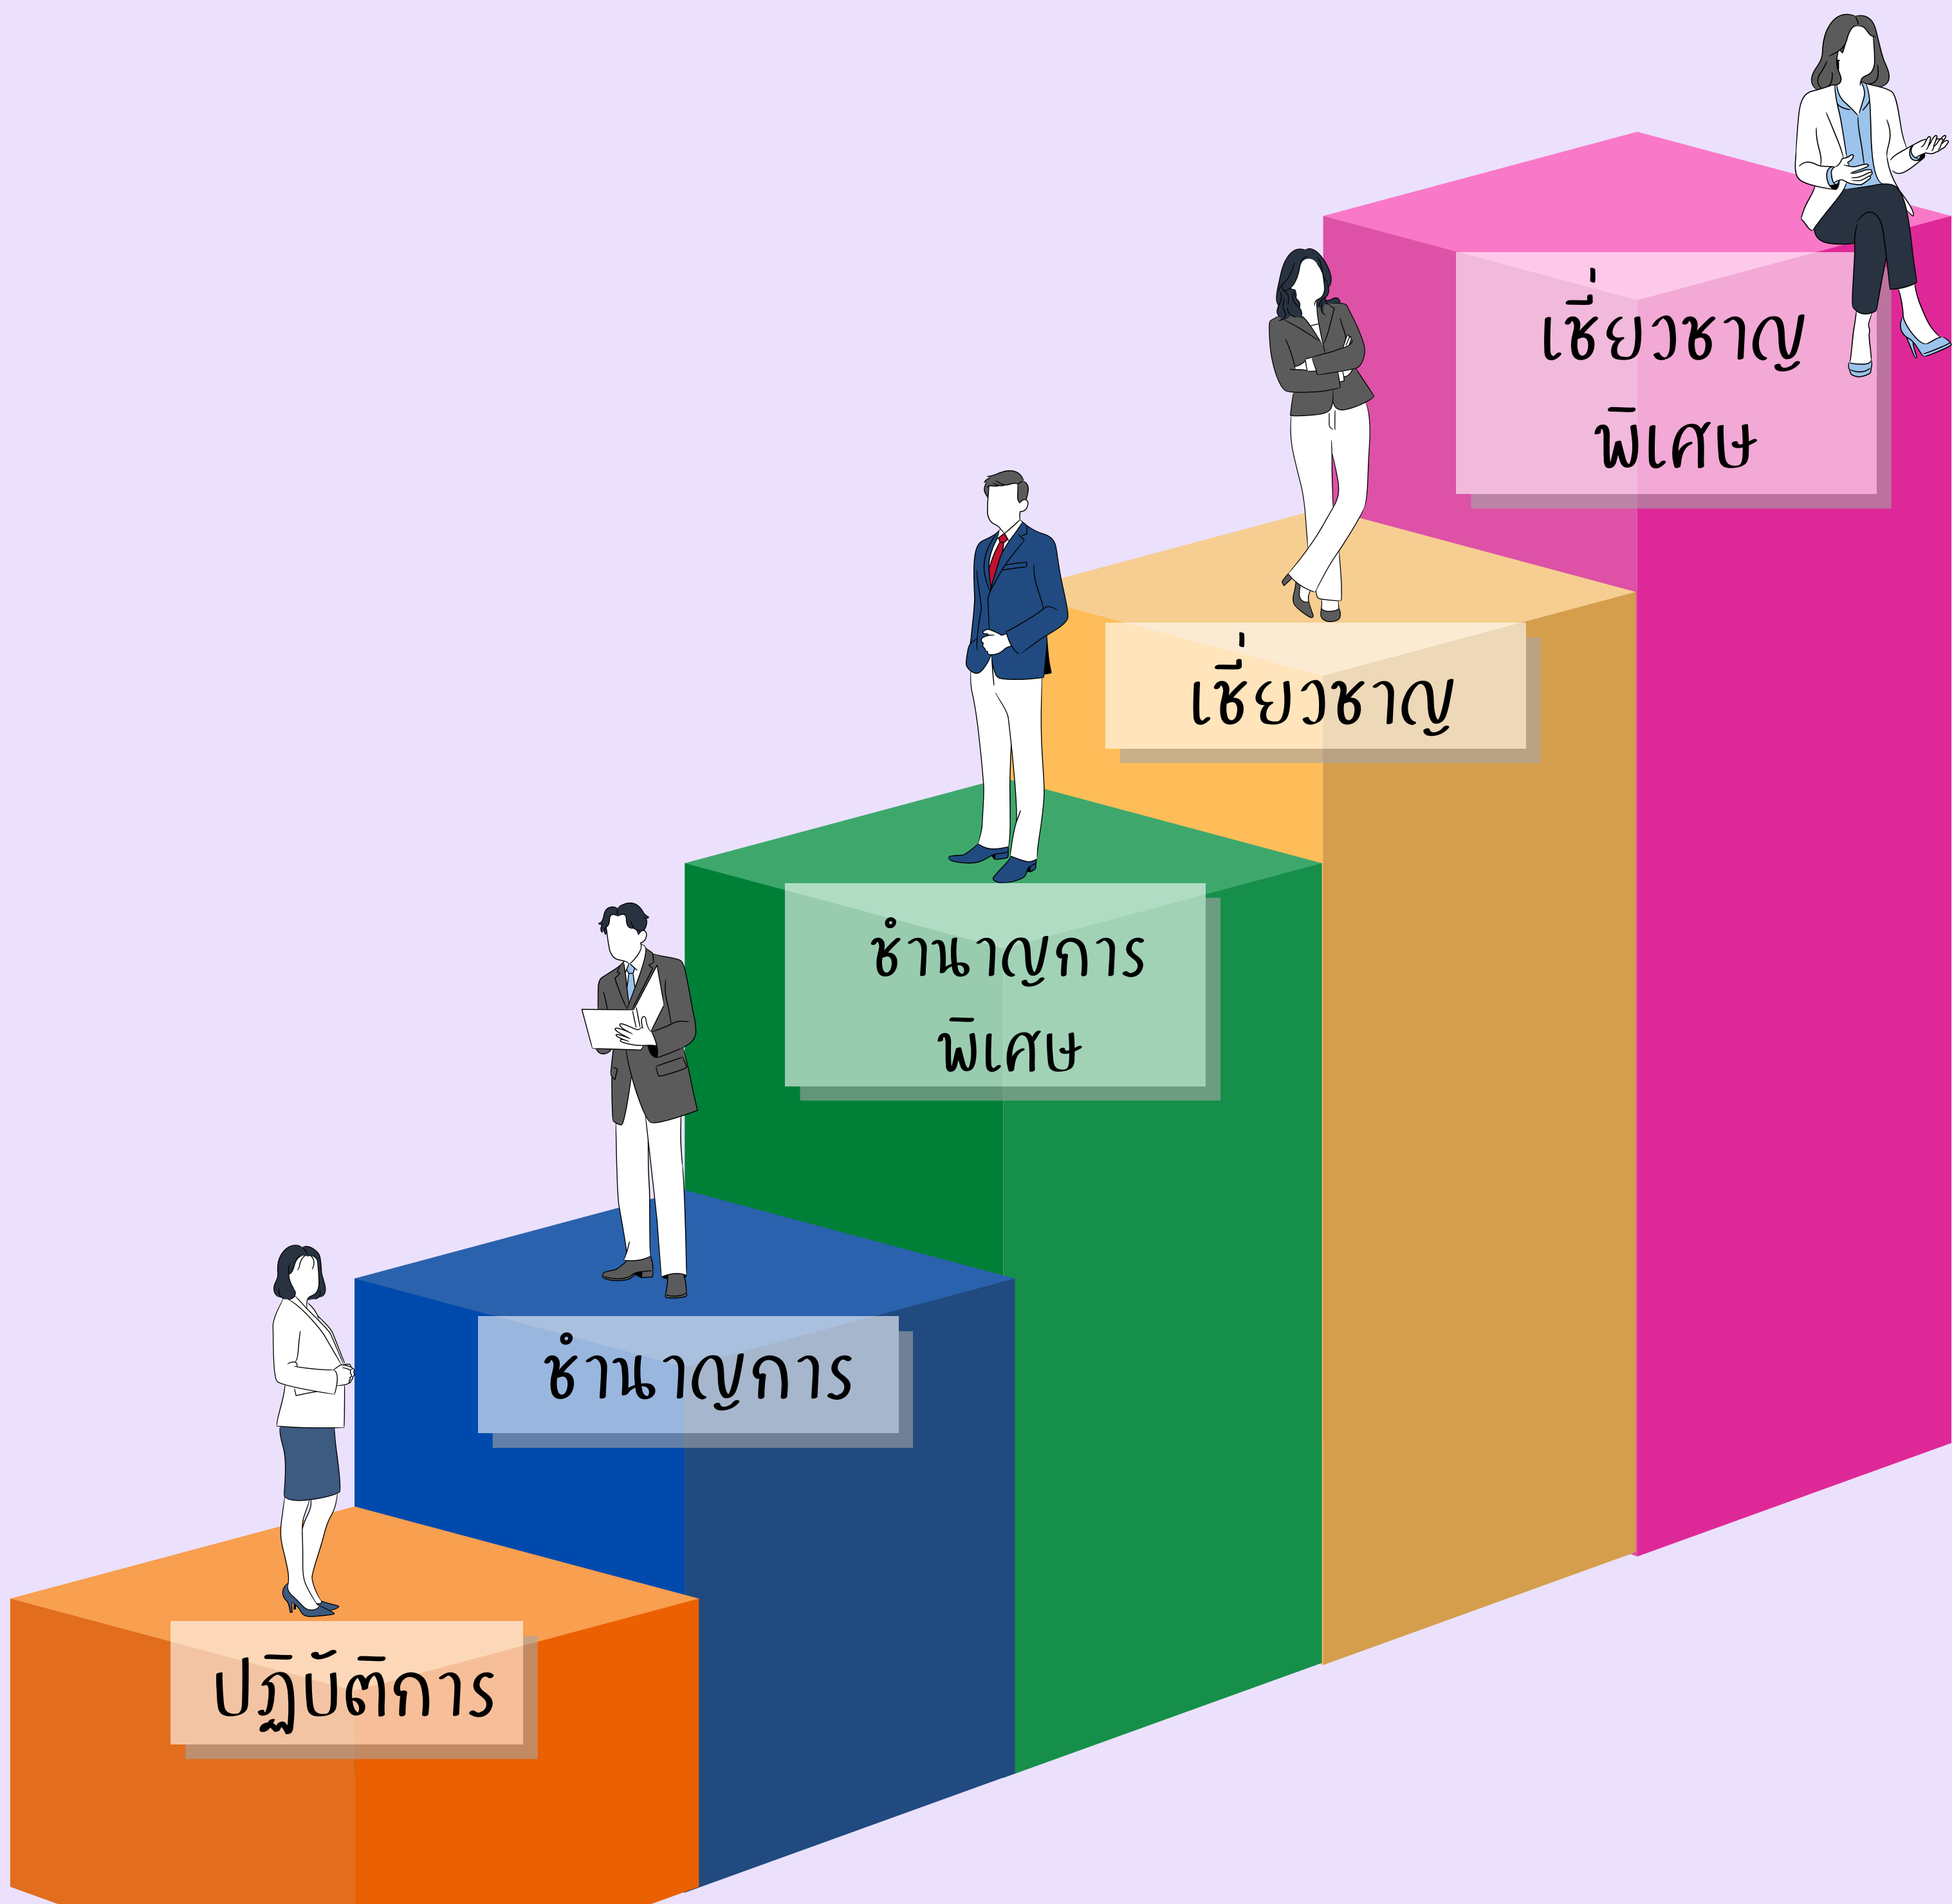 เชี่ยวชาญ
พิเศษ
เชี่ยวชาญ
ชำนาญการ
พิเศษ
ชำนาญการ
ปฏิบัติการ